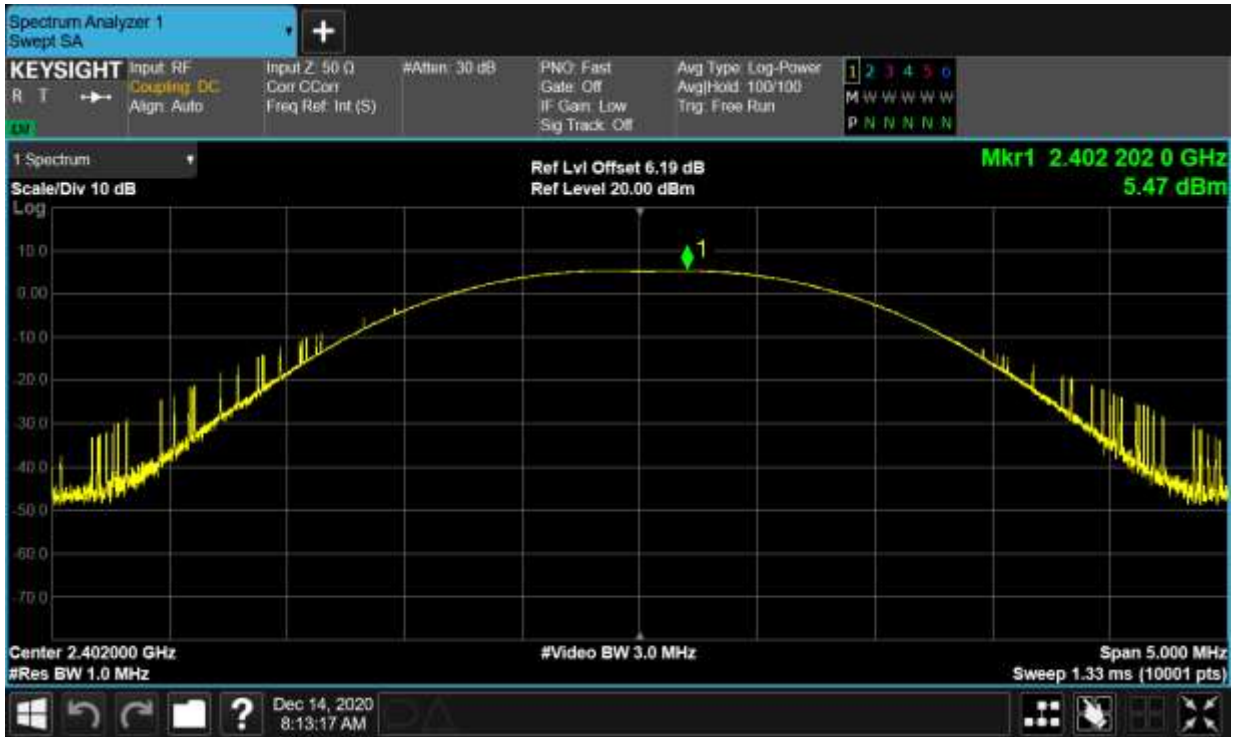 Spectrum Analyzer 1
Swept SA
+
KEYSIGHT Input: RF Input Z: 50 Ω #Atten: 30 dB PNO: Fast Avg Type: Log-Power 1 2 3 4 5 6
R T Coupling: DC Corr CCorr Gate: Off Avg|Hold: 100/100 M W W W W W
Align: Auto Freq Ref: Int (S) IF Gain: Low Trig: Free Run P N N N N N
Sig Track: Off
1 Spectrum
Ref Lvl Offset 6.19 dB
Mkr1 2.402 202 0 GHz
Scale/Div 10 dB
Ref Level 20.00 dBm
5.47 dBm
Log
1
10.0
0.00
-10.0
-20.0
-30.0
-40.0
-50.0
-60.0
-70.0
Center 2.402000 GHz #Video BW 3.0 MHz Span 5.000 MHz
#Res BW 1.0 MHz Sweep 1.33 ms (10001 pts)
? Dec 14, 2020
8:13:17 AM